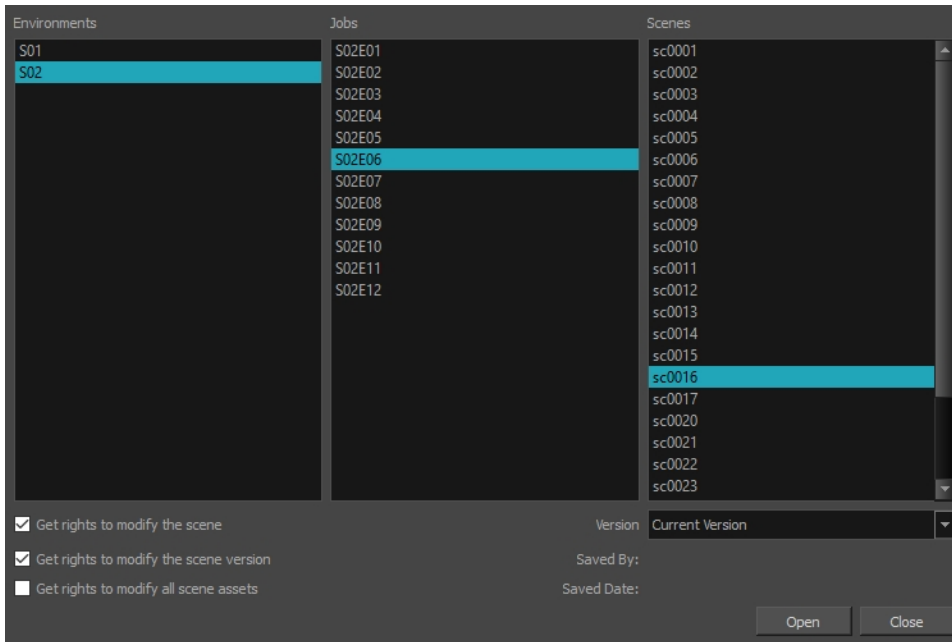 Environments
S01
S02
Jobs
S02E01
S02E02
S02E03
S02E04
S02E05
S02E06
S02E07
S02E08
S02E09
S02E10
S02E11
S02E12
Scenes
sc0001
sc0002
sc0003
sc0004
sc0005
sc0006
sc0007
sc0008
sc0009
sc0010
sc0011
sc0012
sc0013
sc0014
sc0015
sc0016
sc0017
sc0020
sc0021
sc0022
sc0023
Get rights to modify the scene
Get rights to modify the scene version
Get rights to modify all scene assets
Version Current Version
Saved By:
Saved Date:
Open
Close